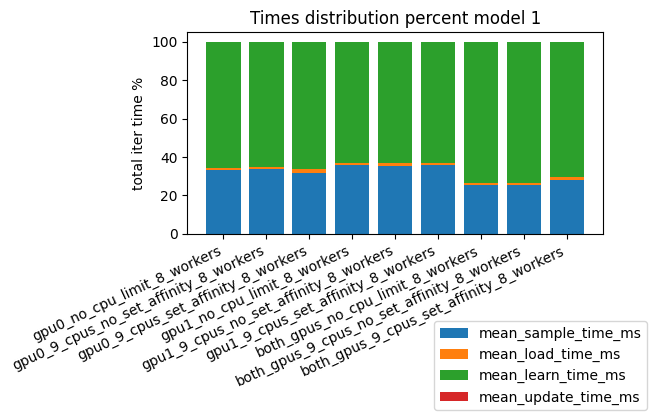 Times distribution percent model 1
total iter time %
100
80
60
40
20
0
gpu0_no_cpu_limit_8_workers
gpu0_9_cpus_no_set_affinity_8_workers
gpu0_9_cpus_set_affinity_8_workers
gpu1_no_cpu_limit_8_workers
gpu1_9_cpus_no_set_affinity_8_workers
gpu1_9_cpus_set_affinity_8_workers
both_gpus_no_cpu_limit_8_workers
both_gpus_9_cpus_no_set_affinity_8_workers
both_gpus_9_cpus_set_affinity_8_workers
mean_sample_time_ms
mean_load_time_ms
mean_learn_time_ms
mean_update_time_ms